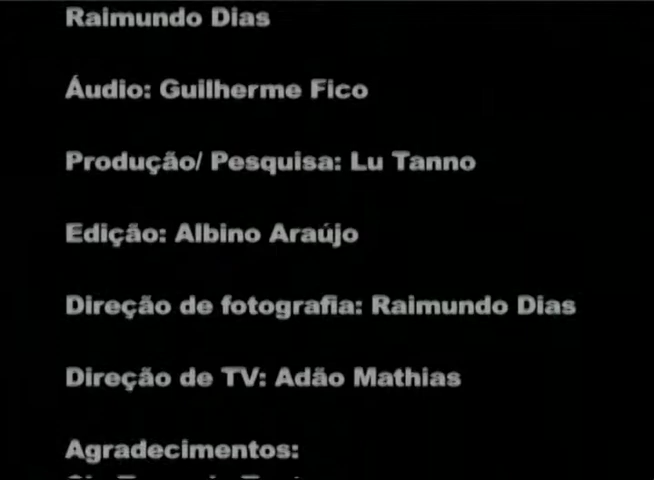 Raimundo Dias
Áudio: Guilherme Fico
Produção/ Pesquisa: Lu Tanno
Edição: Albino Araújo
Direção de fotografia: Raimundo Dias
Direção de TV: Adão Mathias
Agradecimentos: